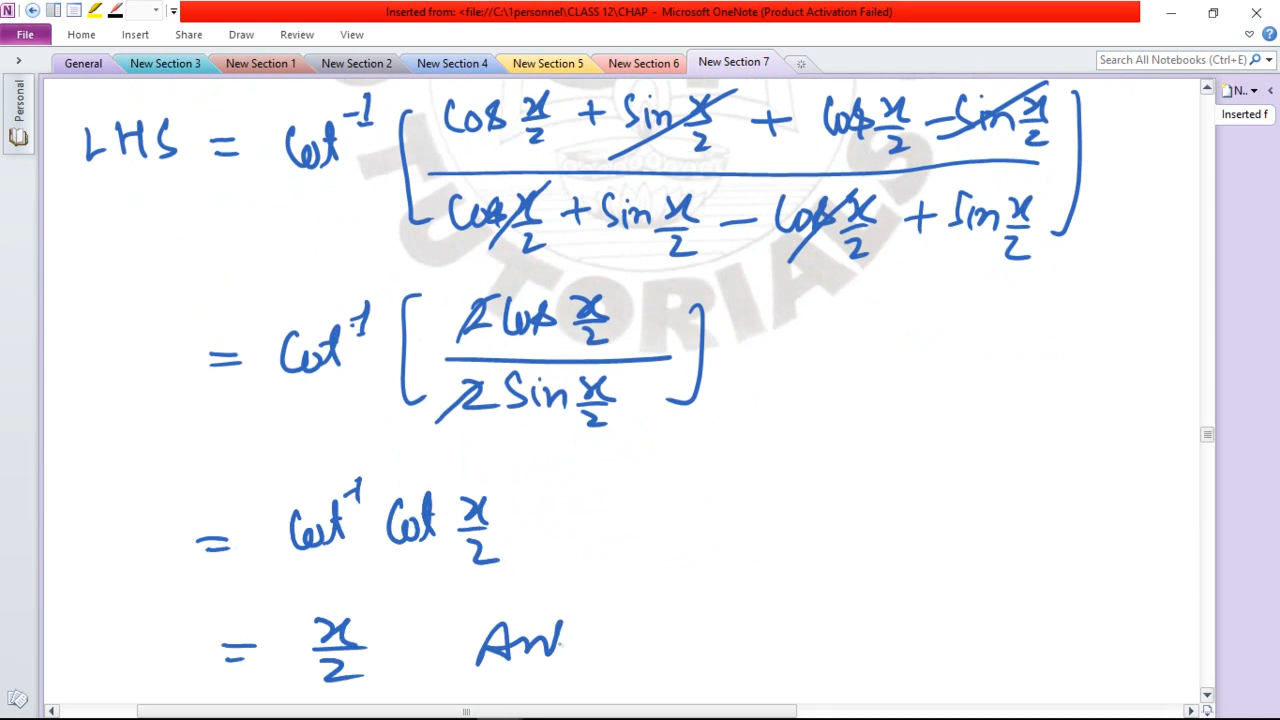 Inserted from: <file://C:\1personnel\CLASS 12\CHAP - Microsoft OneNote (Product Activation Failed)
File Home Insert Share Draw Review View
General New Section 3 New Section 1 New Section 2 New Section 4 New Section 5 New Section 6 New Section 7 Search All Notebooks (Ctrl+E)
Personal
N..
Inserted f
UTORIALS
LHS = Cot⁻¹ [ (Cos x/2 + Sin x/2 + Cos x/2 − Sin x/2) / (Cos x/2 + Sin x/2 − Cos x/2 + Sin x/2) ]
= Cot⁻¹ [ 2 Cos x/2 / 2 Sin x/2 ]
= Cot⁻¹ Cot x/2
= x/2 Ans